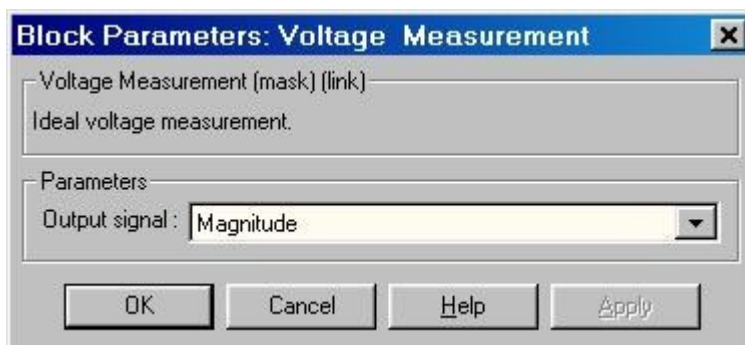 Block Parameters: Voltage Measurement
Voltage Measurement (mask) (link)
Ideal voltage measurement.
Parameters
Output signal : Magnitude
OK Cancel Help Apply